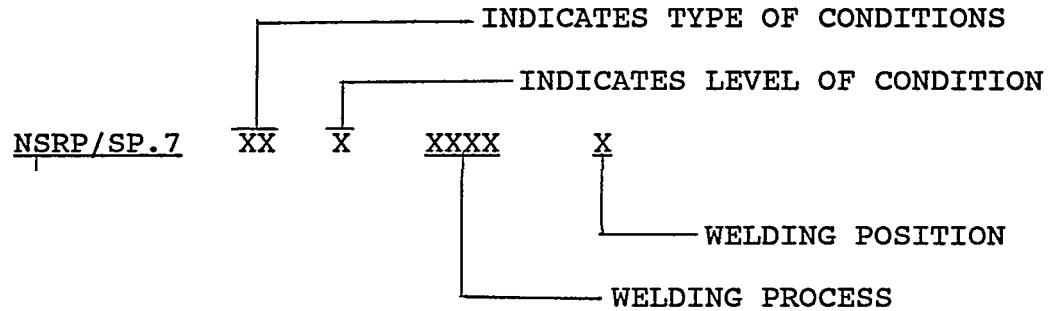 INDICATES TYPE OF CONDITIONS
INDICATES LEVEL OF CONDITION
NSRP/SP.7 XX X XXXX X
WELDING POSITION
WELDING PROCESS